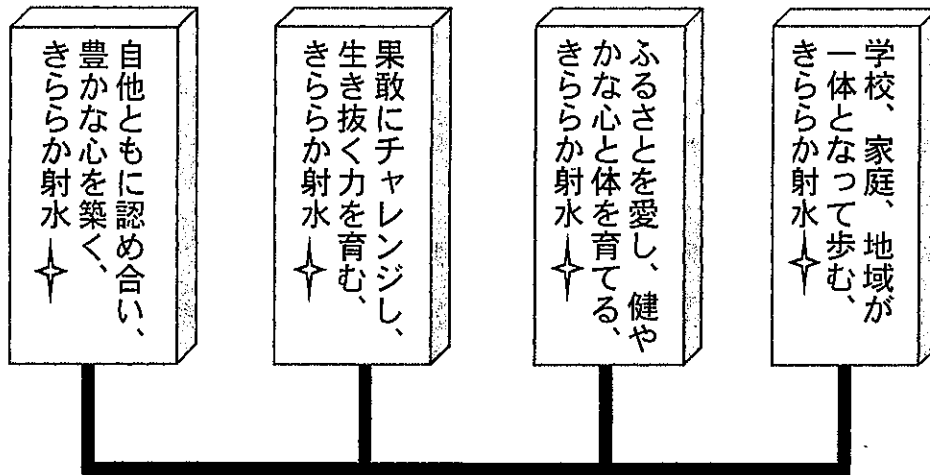 学校、家庭、地域が
一体となって歩む、
きららか射水
ふるさとを愛し、健や
かな心と体を育てる、
きららか射水
果敢にチャレンジし、
生き抜く力を育む、
きららか射水
自他ともに認め合い、
豊かな心を築く、
きららか射水